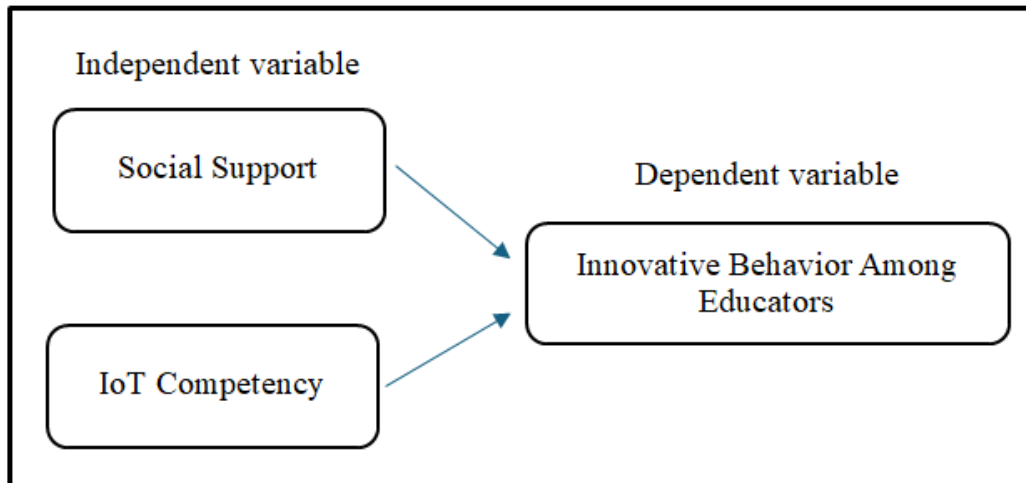 Independent variable
Social Support
Dependent variable
Innovative Behavior Among
Educators
IoT Competency